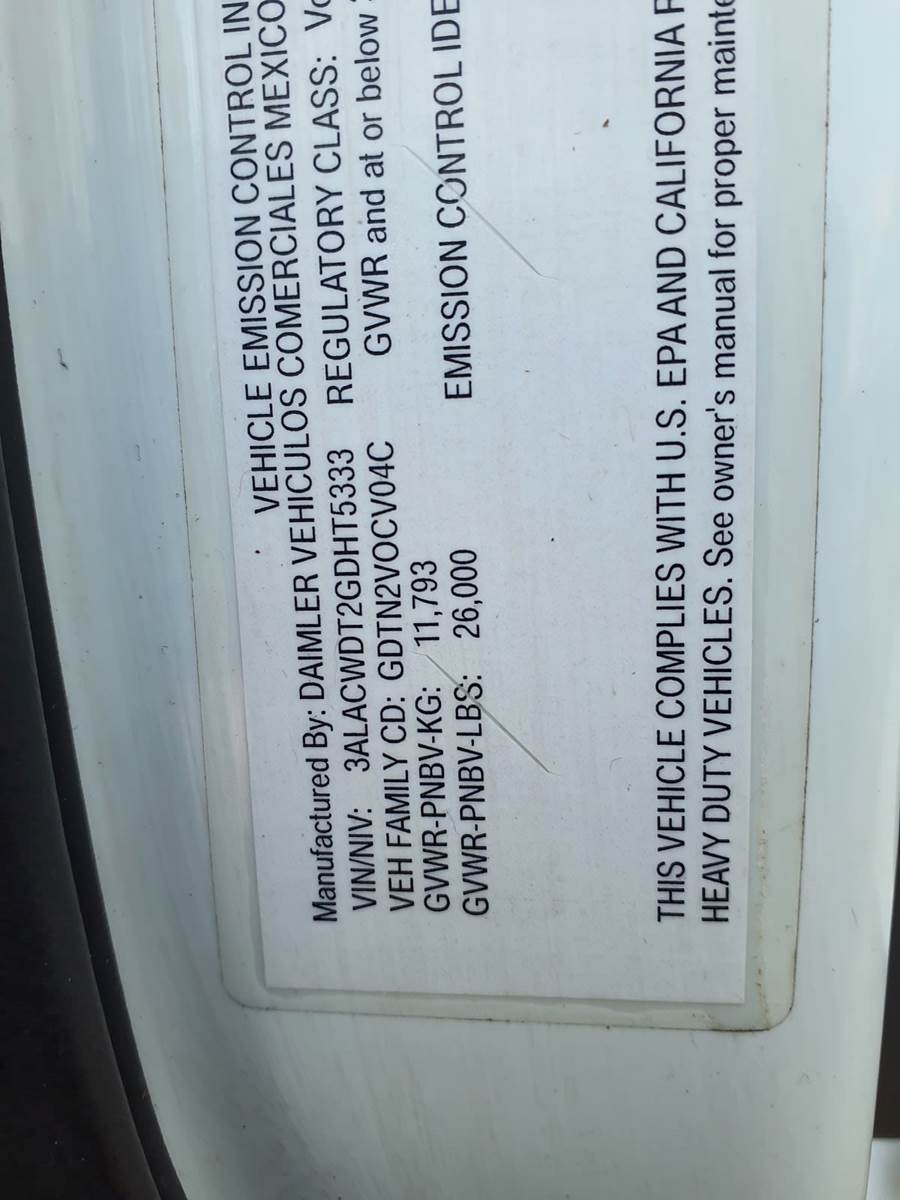 VEHICLE EMISSION CONTROL IN
Manufactured By: DAIMLER VEHICULOS COMERCIALES MEXICO
VIN/NIV: 3ALACWDT2GDHT5333 REGULATORY CLASS:
VEH FAMILY CD: GDTN2VOCV04C GVWR and at or below
GVWR-PNBV-KG: 11,793
GVWR-PNBV-LBS: 26,000 EMISSION CONTROL IDE
THIS VEHICLE COMPLIES WITH U.S. EPA AND CALIFORNIA
HEAVY DUTY VEHICLES. See owner's manual for proper mainte